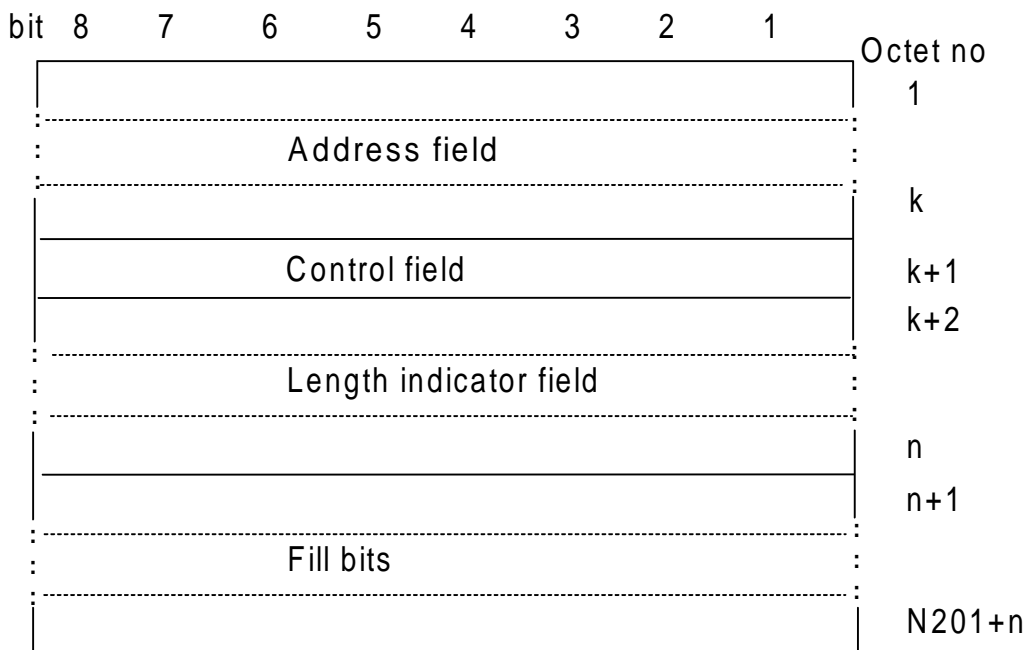 bit 8 7 6 5 4 3 2 1
Octet no
1
Address field
k
Control field
k+1
k+2
Length indicator field
n
n+1
Fill bits
N201+n